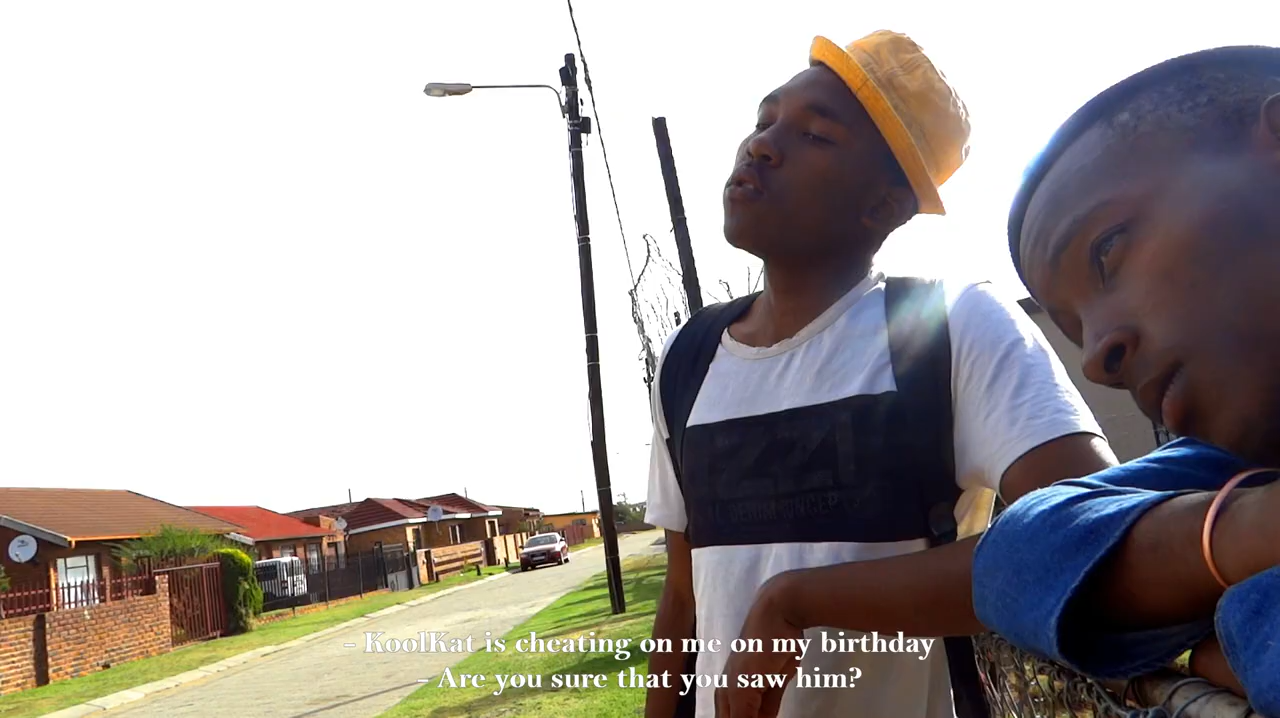 - KoolKat is cheating on me on my birthday
- Are you sure that you saw him?